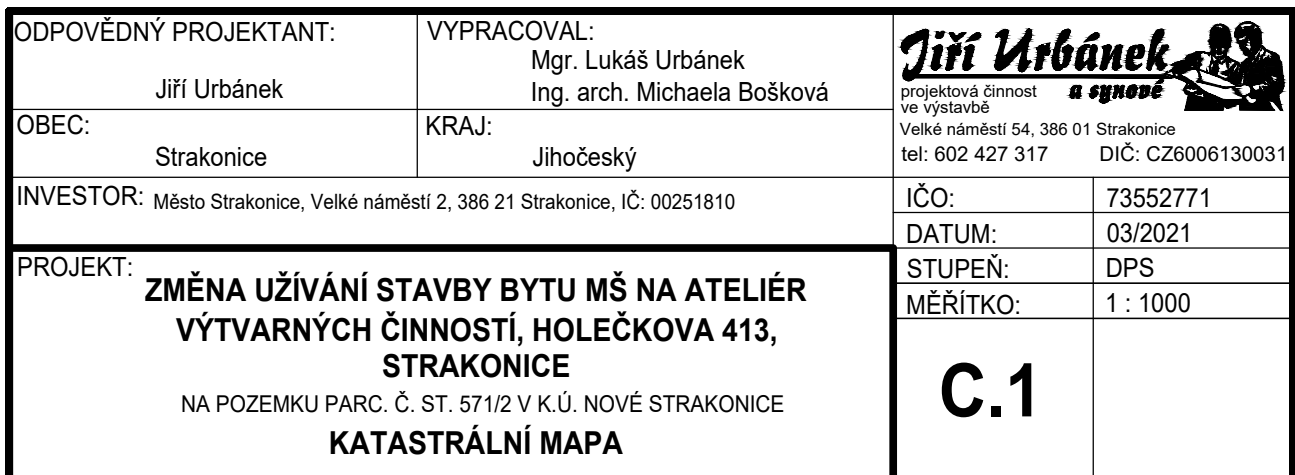 ODPOVĚDNÝ PROJEKTANT:
Jiří Urbánek
VYPRACOVAL:
Mgr. Lukáš Urbánek
Ing. arch. Michaela Bošková
Jiří Urbánek
a synové
projektová činnost
ve výstavbě
Velké náměstí 54, 386 01 Strakonice
tel: 602 427 317 DIČ: CZ6006130031
OBEC:
Strakonice
KRAJ:
Jihočeský
INVESTOR: Město Strakonice, Velké náměstí 2, 386 21 Strakonice, IČ: 00251810
IČO: 73552771
DATUM: 03/2021
STUPEŇ: DPS
MĚŘÍTKO: 1 : 1000
PROJEKT:
ZMĚNA UŽÍVÁNÍ STAVBY BYTU MŠ NA ATELIÉR
VÝTVARNÝCH ČINNOSTÍ, HOLEČKOVA 413,
STRAKONICE
NA POZEMKU PARC. Č. ST. 571/2 V K.Ú. NOVÉ STRAKONICE
KATASTRÁLNÍ MAPA
C.1